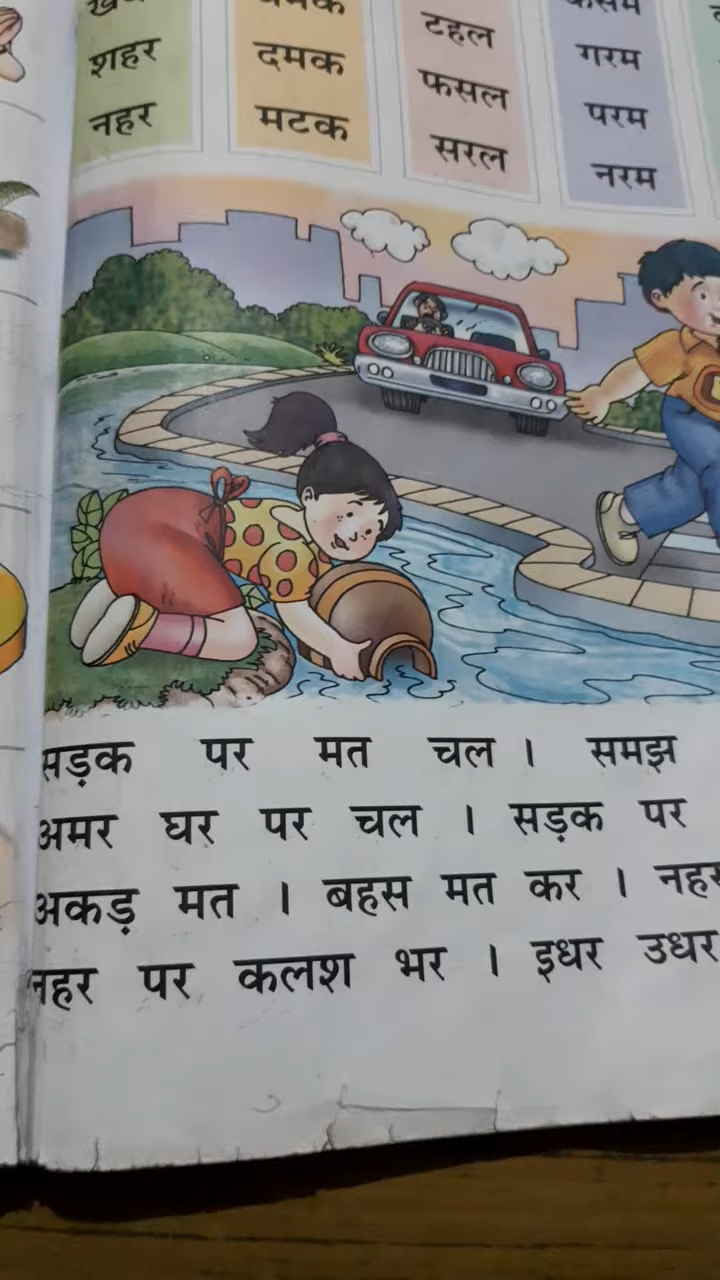 टहल
शहर दमक फसल गरम
नहर मटक सरल परम
नरम
सड़क पर मत चल । समझ
अमर घर पर चल । सड़क पर
अकड़ मत । बहस मत कर । नहर
नहर पर कलश भर । इधर उधर